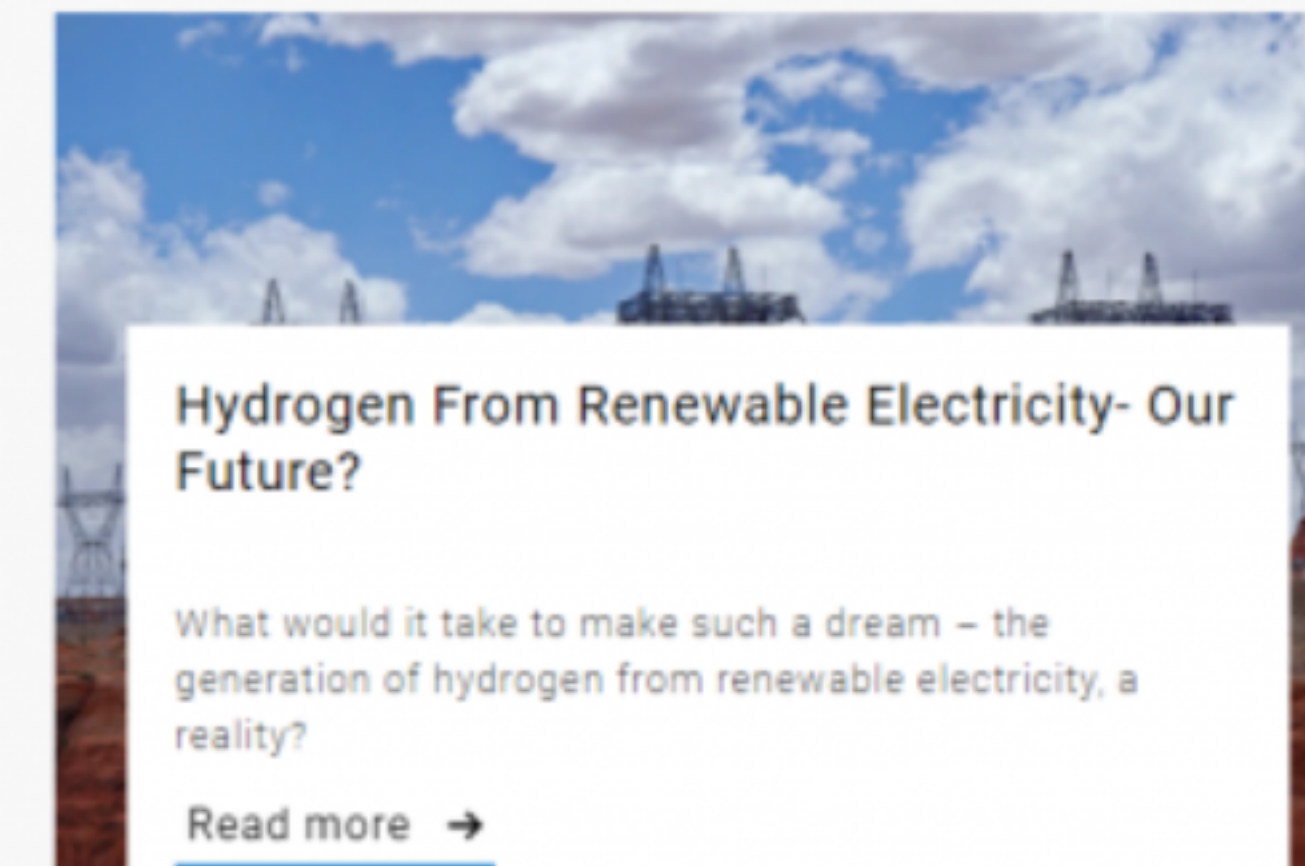 Hydrogen From Renewable Electricity- Our
Future?
What would it take to make such a dream – the
generation of hydrogen from renewable electricity, a
reality?
Read more →